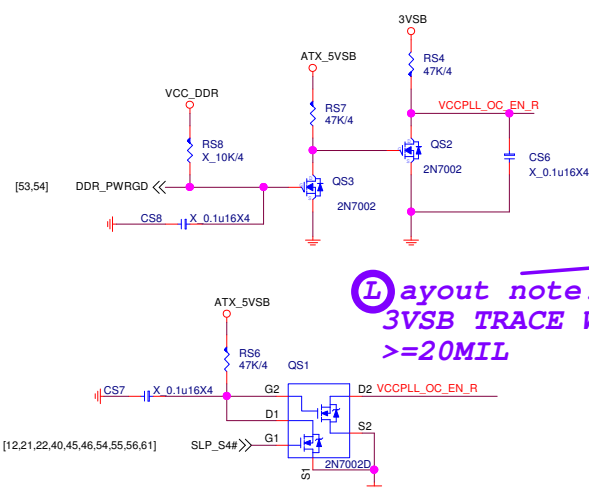 3VSB
RS4
47K/4
ATX_5VSB
RS7
47K/4
VCCPLL_OC_EN_R
VCC_DDR
RS8
X_10K/4
QS2
2N7002
CS6
X_0.1u16X4
[53,54]
DDR_PWRGD
QS3
2N7002
CS8
X_0.1u16X4
Layout note
3VSB TRACE
>=20MIL
ATX_5VSB
RS6
47K/4
QS1
CS7
X_0.1u16X4
G2
D2
VCCPLL_OC_EN_R
D1
S2
[12,21,22,40,45,46,54,55,56,61]
SLP_S4#
G1
2N7002D
S1